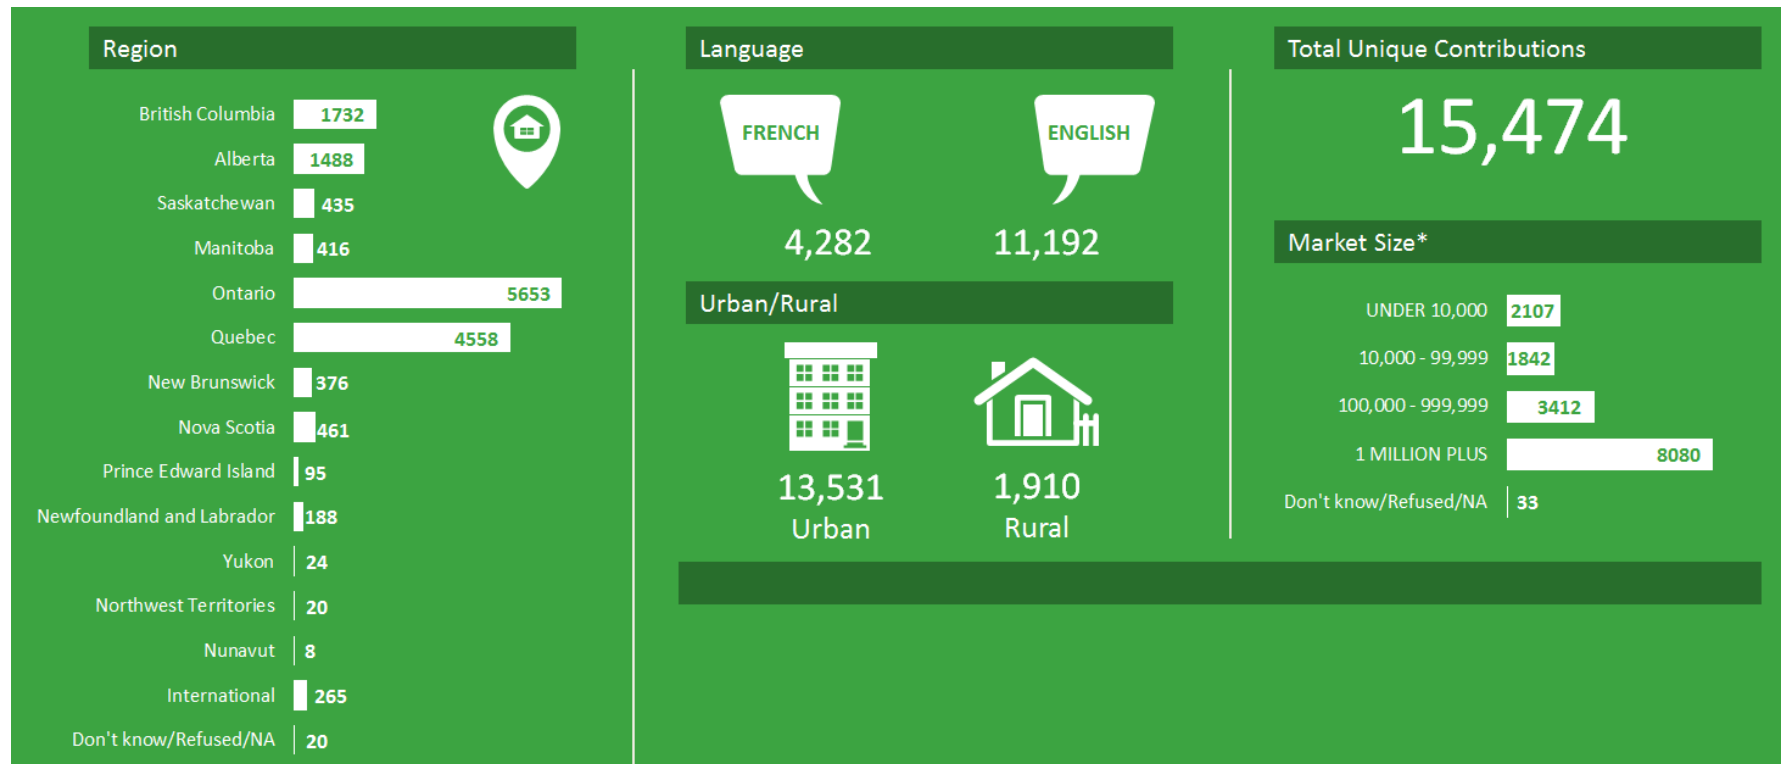 Region
British Columbia 1732
Alberta 1488
Saskatchewan 435
Manitoba 416
Ontario 5653
Quebec 4558
New Brunswick 376
Nova Scotia 461
Prince Edward Island 95
Newfoundland and Labrador 188
Yukon 24
Northwest Territories 20
Nunavut 8
International 265
Don't know/Refused/NA 20
Language
FRENCH ENGLISH
4,282 11,192
Urban/Rural
13,531 1,910
Urban Rural
Total Unique Contributions
15,474
Market Size*
UNDER 10,000 2107
10,000 - 99,999 1842
100,000 - 999,999 3412
1 MILLION PLUS 8080
Don't know/Refused/NA 33